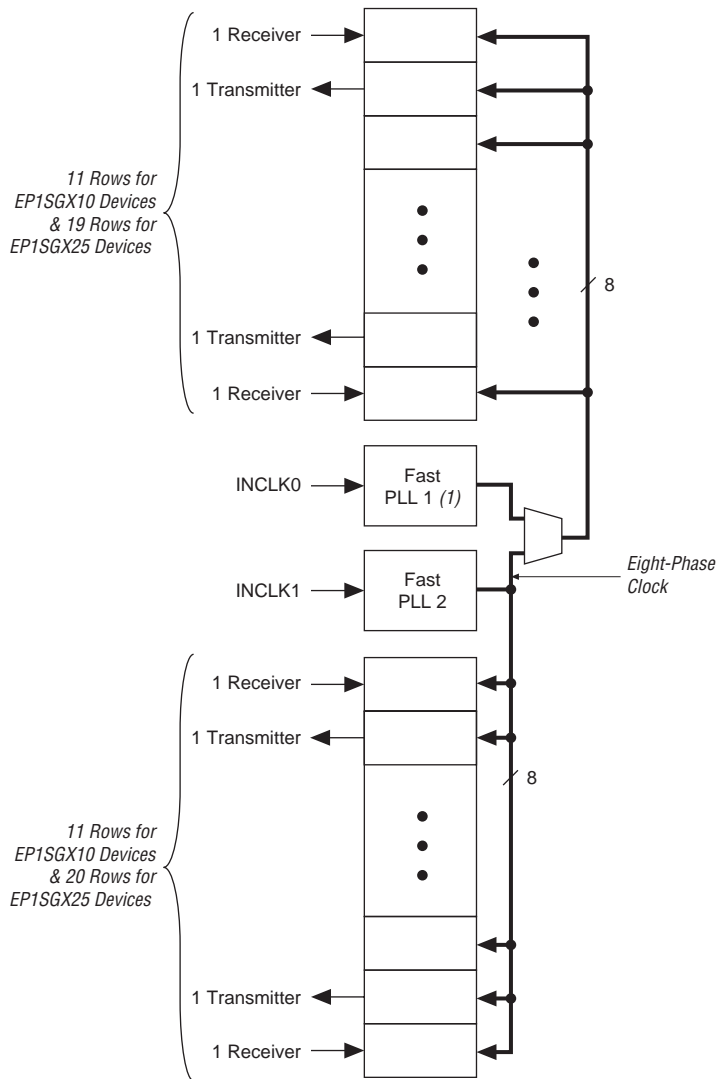 1 Receiver
1 Transmitter
11 Rows for
EP1SGX10 Devices
& 19 Rows for
EP1SGX25 Devices
8
1 Transmitter
1 Receiver
INCLK0
Fast
PLL 1 (1)
INCLK1
Fast
PLL 2
Eight-Phase
Clock
1 Receiver
1 Transmitter
8
11 Rows for
EP1SGX10 Devices
& 20 Rows for
EP1SGX25 Devices
1 Transmitter
1 Receiver